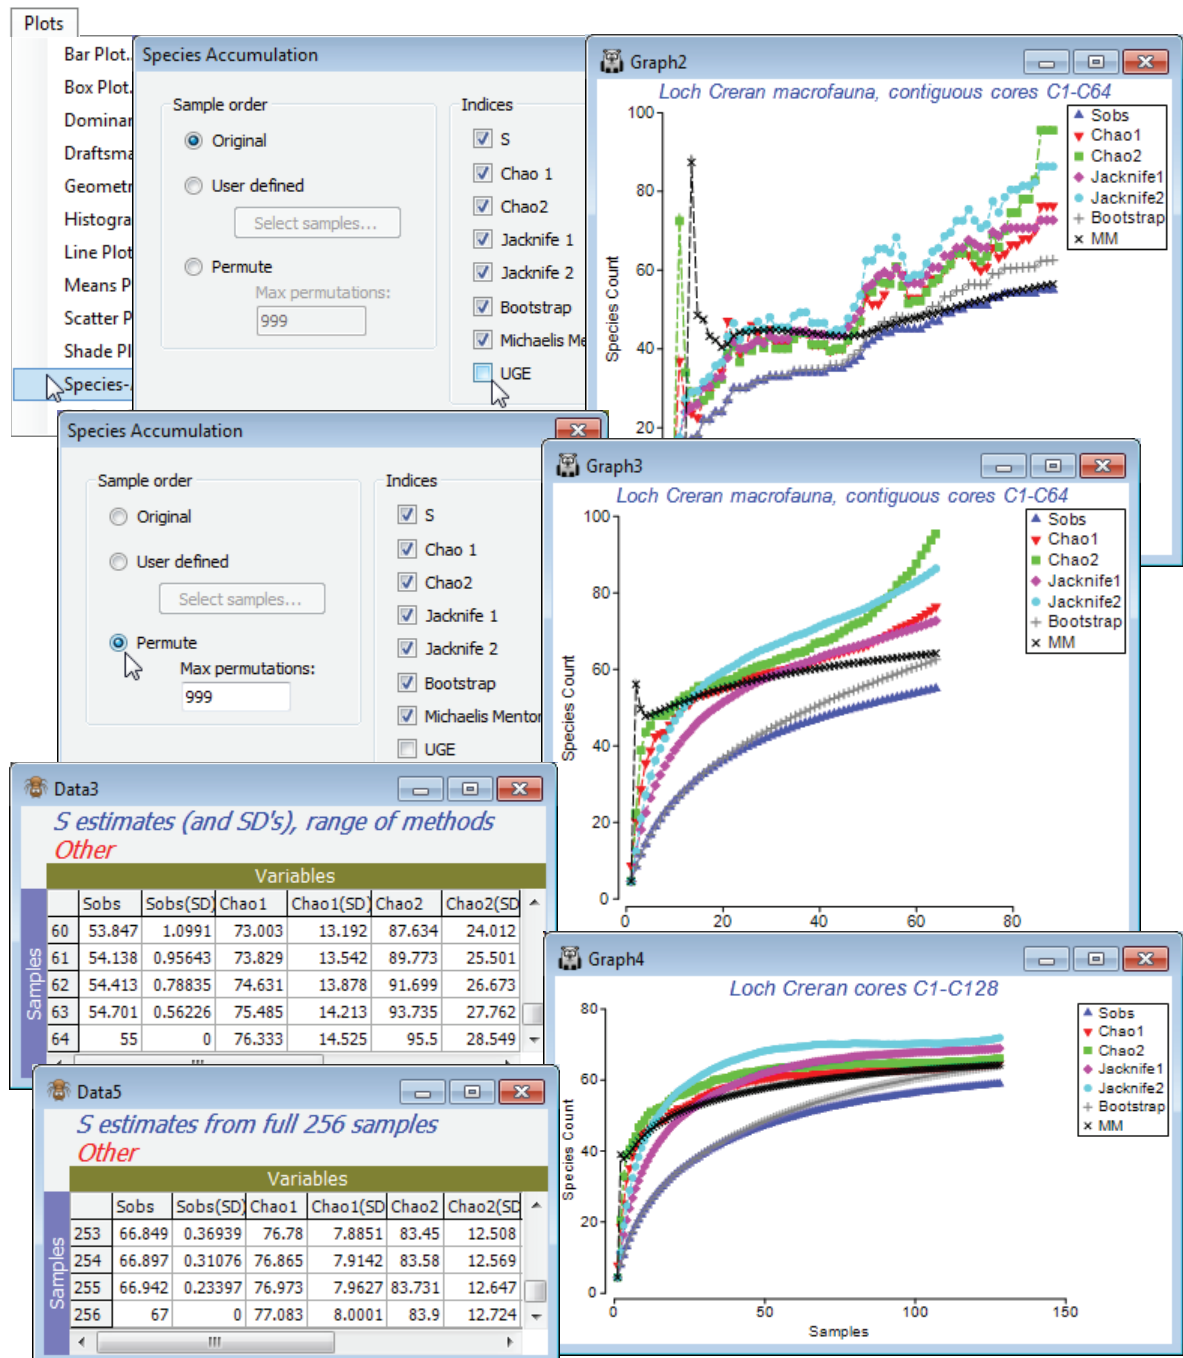 Plots
Bar Plot..
Box Plot.
Dominar
Draftsma
Geometr
Histogra
Line Plot
Means P
Scatter P
Shade Pl
Species-
Species Accumulation
Sample order
Original
User defined
Select samples...
Permute
Max permutations:
999
Indices
S
Chao 1
Chao2
Jacknife 1
Jacknife 2
Bootstrap
Michaelis Me
UGE
Graph2
Loch Creran macrofauna, contiguous cores C1-C64
100
80
60
40
20
Species Count
Sobs
Chao1
Chao2
Jacknife1
Jacknife2
Bootstrap
MM
Species Accumulation
Sample order
Original
User defined
Select samples...
Permute
Max permutations:
999
Indices
S
Chao 1
Chao2
Jacknife 1
Jacknife 2
Bootstrap
Michaelis Mentor
UGE
Graph3
Loch Creran macrofauna, contiguous cores C1-C64
100
80
60
40
20
0
Species Count
0 20 40 60 80
Sobs
Chao1
Chao2
Jacknife1
Jacknife2
Bootstrap
MM
Data3
S estimates (and SD's), range of methods
Other
Variables
Samples
Sobs Sobs(SD) Chao1 Chao1(SD) Chao2 Chao2(SD
60 53.847 1.0991 73.003 13.192 87.634 24.012
61 54.138 0.95643 73.829 13.542 89.773 25.501
62 54.413 0.78835 74.631 13.878 91.699 26.673
63 54.701 0.56226 75.485 14.213 93.735 27.762
64 55 0 76.333 14.525 95.5 28.549
Data5
S estimates from full 256 samples
Other
Variables
Samples
Sobs Sobs(SD) Chao1 Chao1(SD Chao2 Chao2(SD
253 66.849 0.36939 76.78 7.8851 83.45 12.508
254 66.897 0.31076 76.865 7.9142 83.58 12.569
255 66.942 0.23397 76.973 7.9627 83.731 12.647
256 67 0 77.083 8.0001 83.9 12.724
Graph4
Loch Creran cores C1-C128
80
60
40
20
0
Species Count
0 50 100 150
Samples
Sobs
Chao1
Chao2
Jacknife1
Jacknife2
Bootstrap
MM